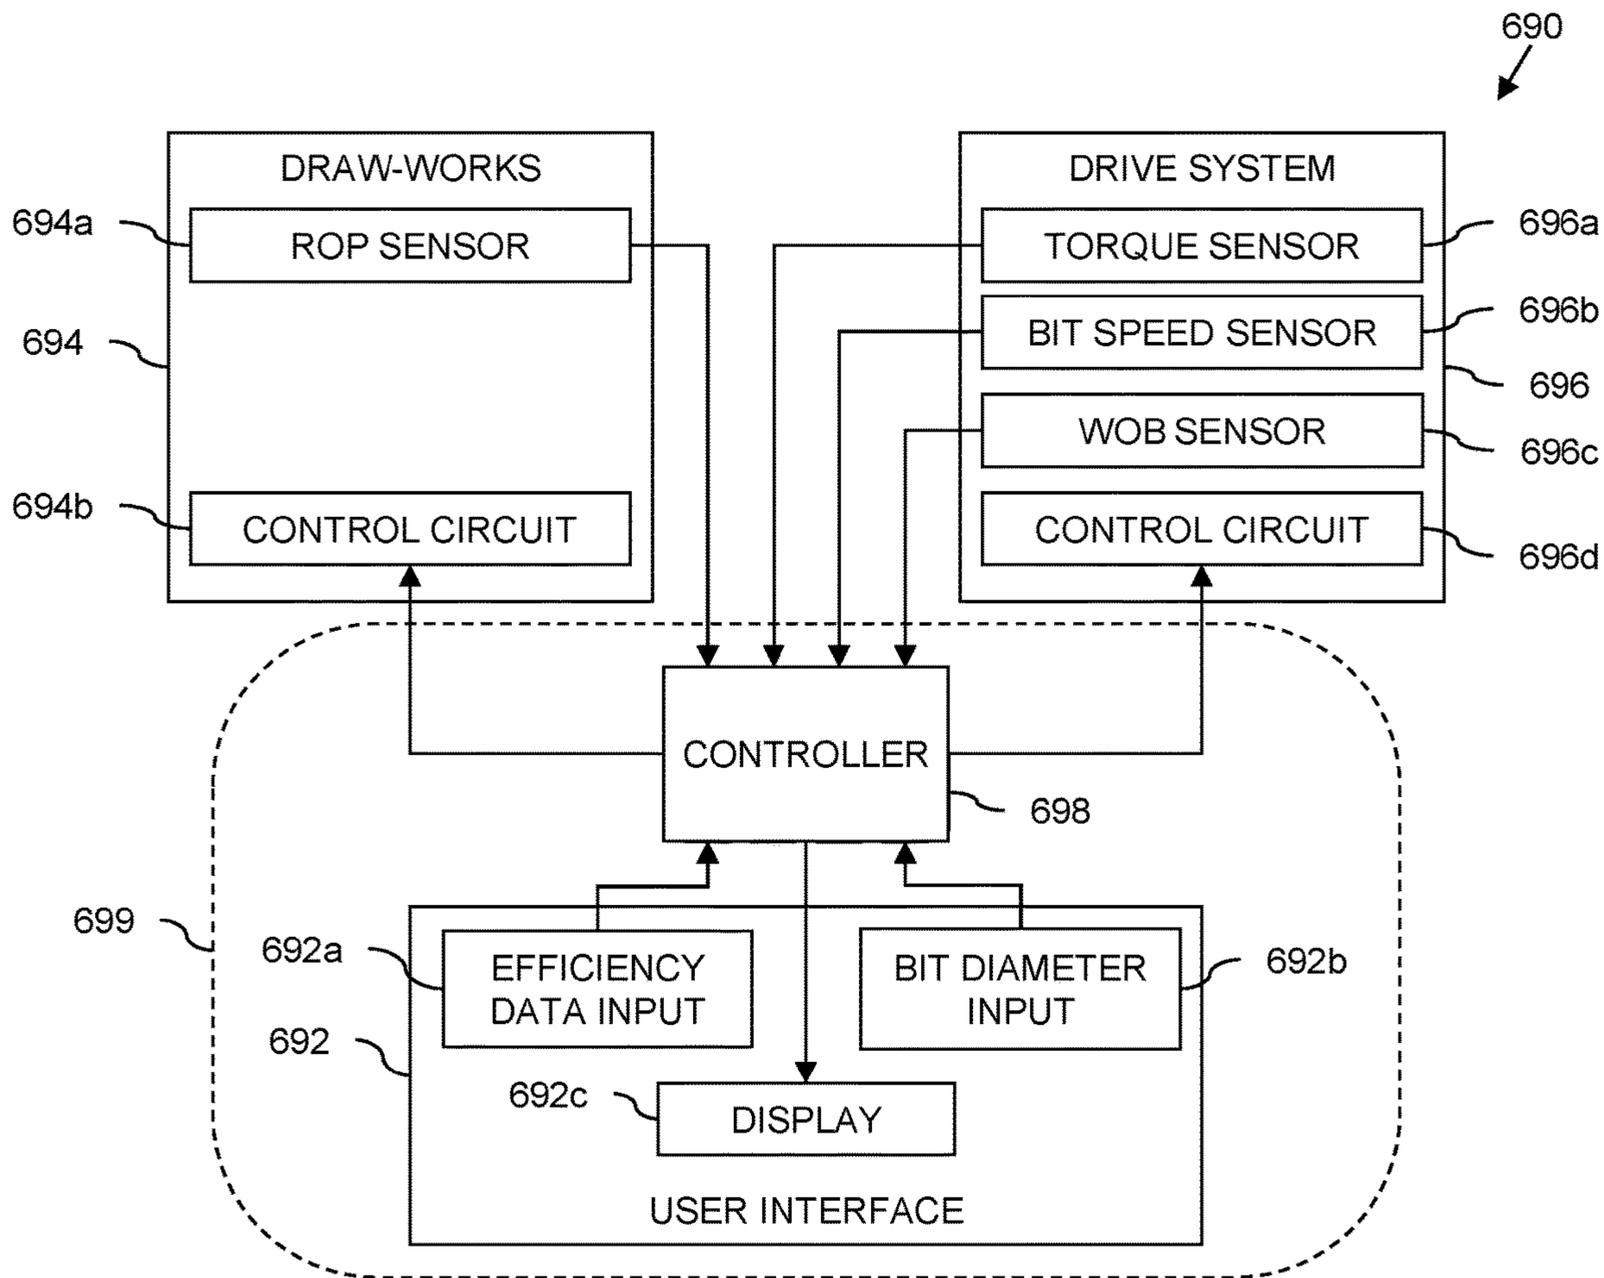 690
DRAW-WORKS
DRIVE SYSTEM
694a
ROP SENSOR
TORQUE SENSOR
696a
694
BIT SPEED SENSOR
696b
696
WOB SENSOR
696c
694b
CONTROL CIRCUIT
CONTROL CIRCUIT
696d
CONTROLLER
698
699
692a
EFFICIENCY
DATA INPUT
BIT DIAMETER
INPUT
692b
692
692c
DISPLAY
USER INTERFACE